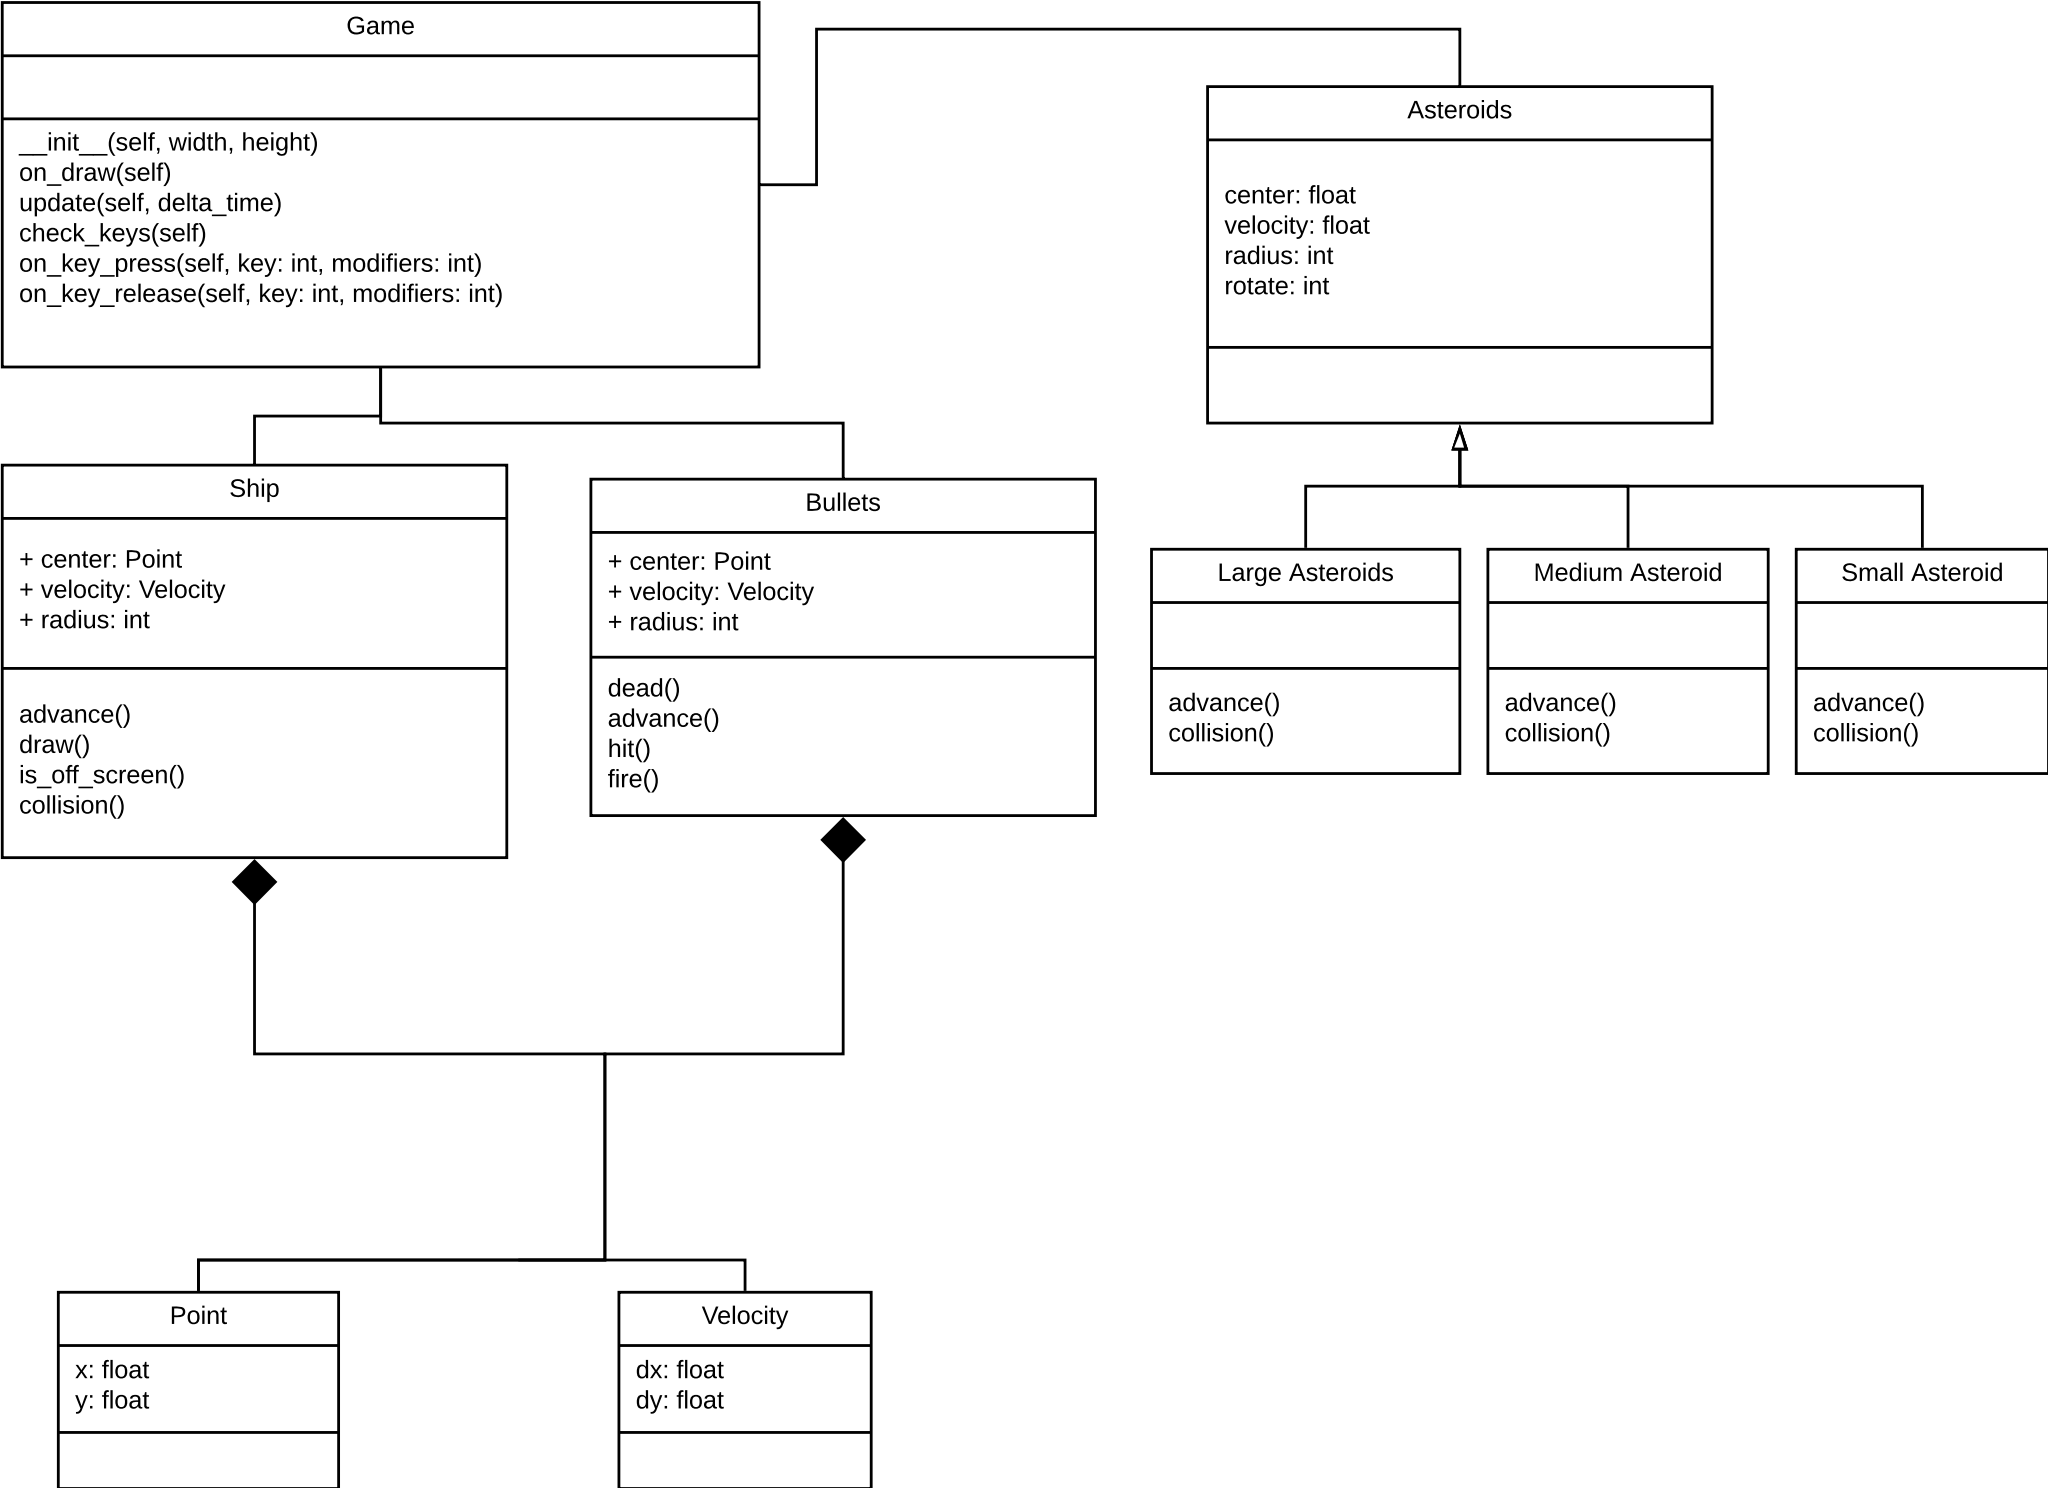 Game
__init__(self, width, height)
on_draw(self)
update(self, delta_time)
check_keys(self)
on_key_press(self, key: int, modifiers: int)
on_key_release(self, key: int, modifiers: int)
Asteroids
center: float
velocity: float
radius: int
rotate: int
Ship
+ center: Point
+ velocity: Velocity
+ radius: int
advance()
draw()
is_off_screen()
collision()
Bullets
+ center: Point
+ velocity: Velocity
+ radius: int
dead()
advance()
hit()
fire()
Large Asteroids
advance()
collision()
Medium Asteroid
advance()
collision()
Small Asteroid
advance()
collision()
Point
x: float
y: float
Velocity
dx: float
dy: float